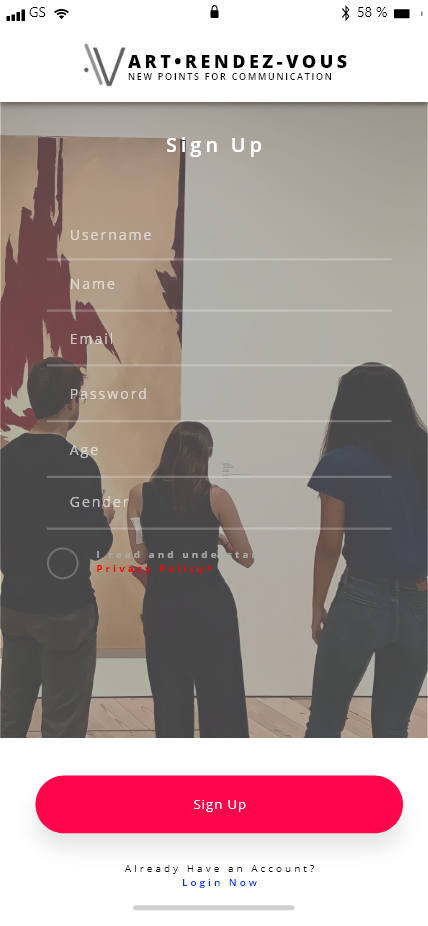 GS 58 %
ART•RENDEZ-VOUS
NEW POINTS FOR COMMUNICATION
Sign Up
Username
Name
Email
Password
Age
Gender
I read and understa
Privacy Policy*
Sign Up
Already Have an Account?
Login Now